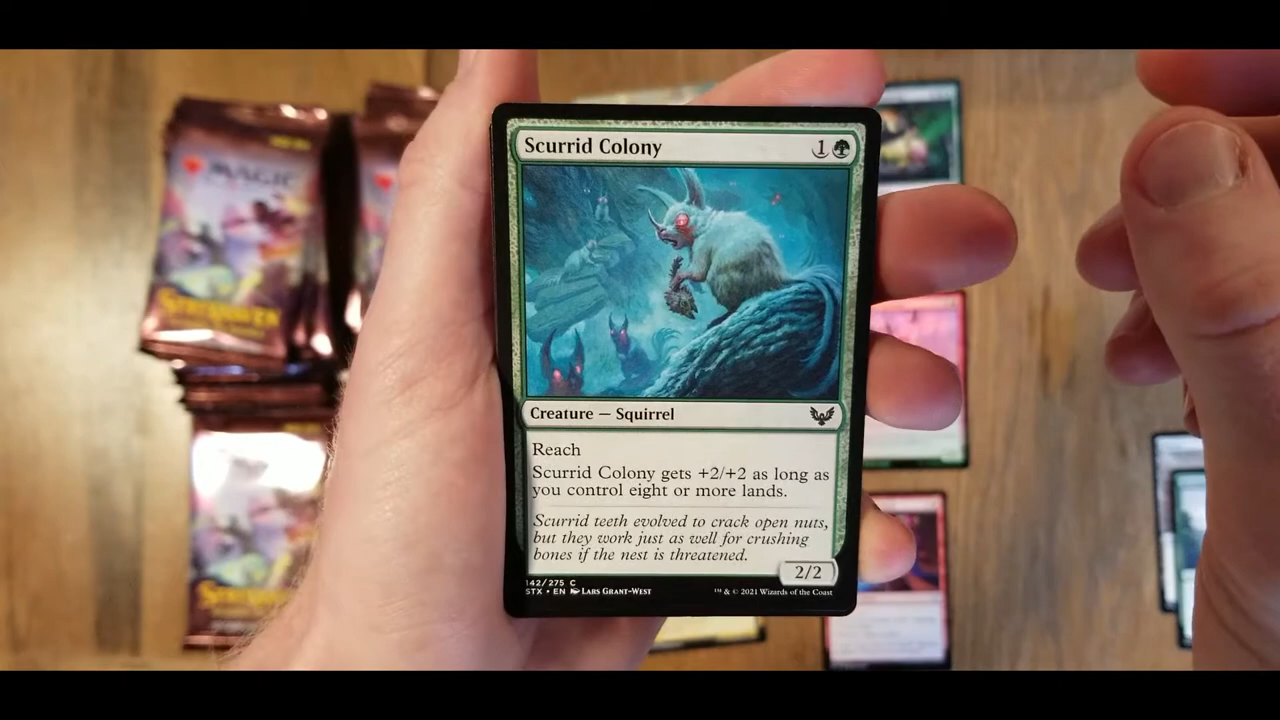 MAGIC
Scurrid Colony 1
Creature — Squirrel
Reach
Scurrid Colony gets +2/+2 as long as
you control eight or more lands.
Scurrid teeth evolved to crack open nuts,
but they work just as well for crushing
bones if the nest is threatened.
2/2
142/275 C
STX • EN Lars Grant-West ™ & © 2021 Wizards of the Coast